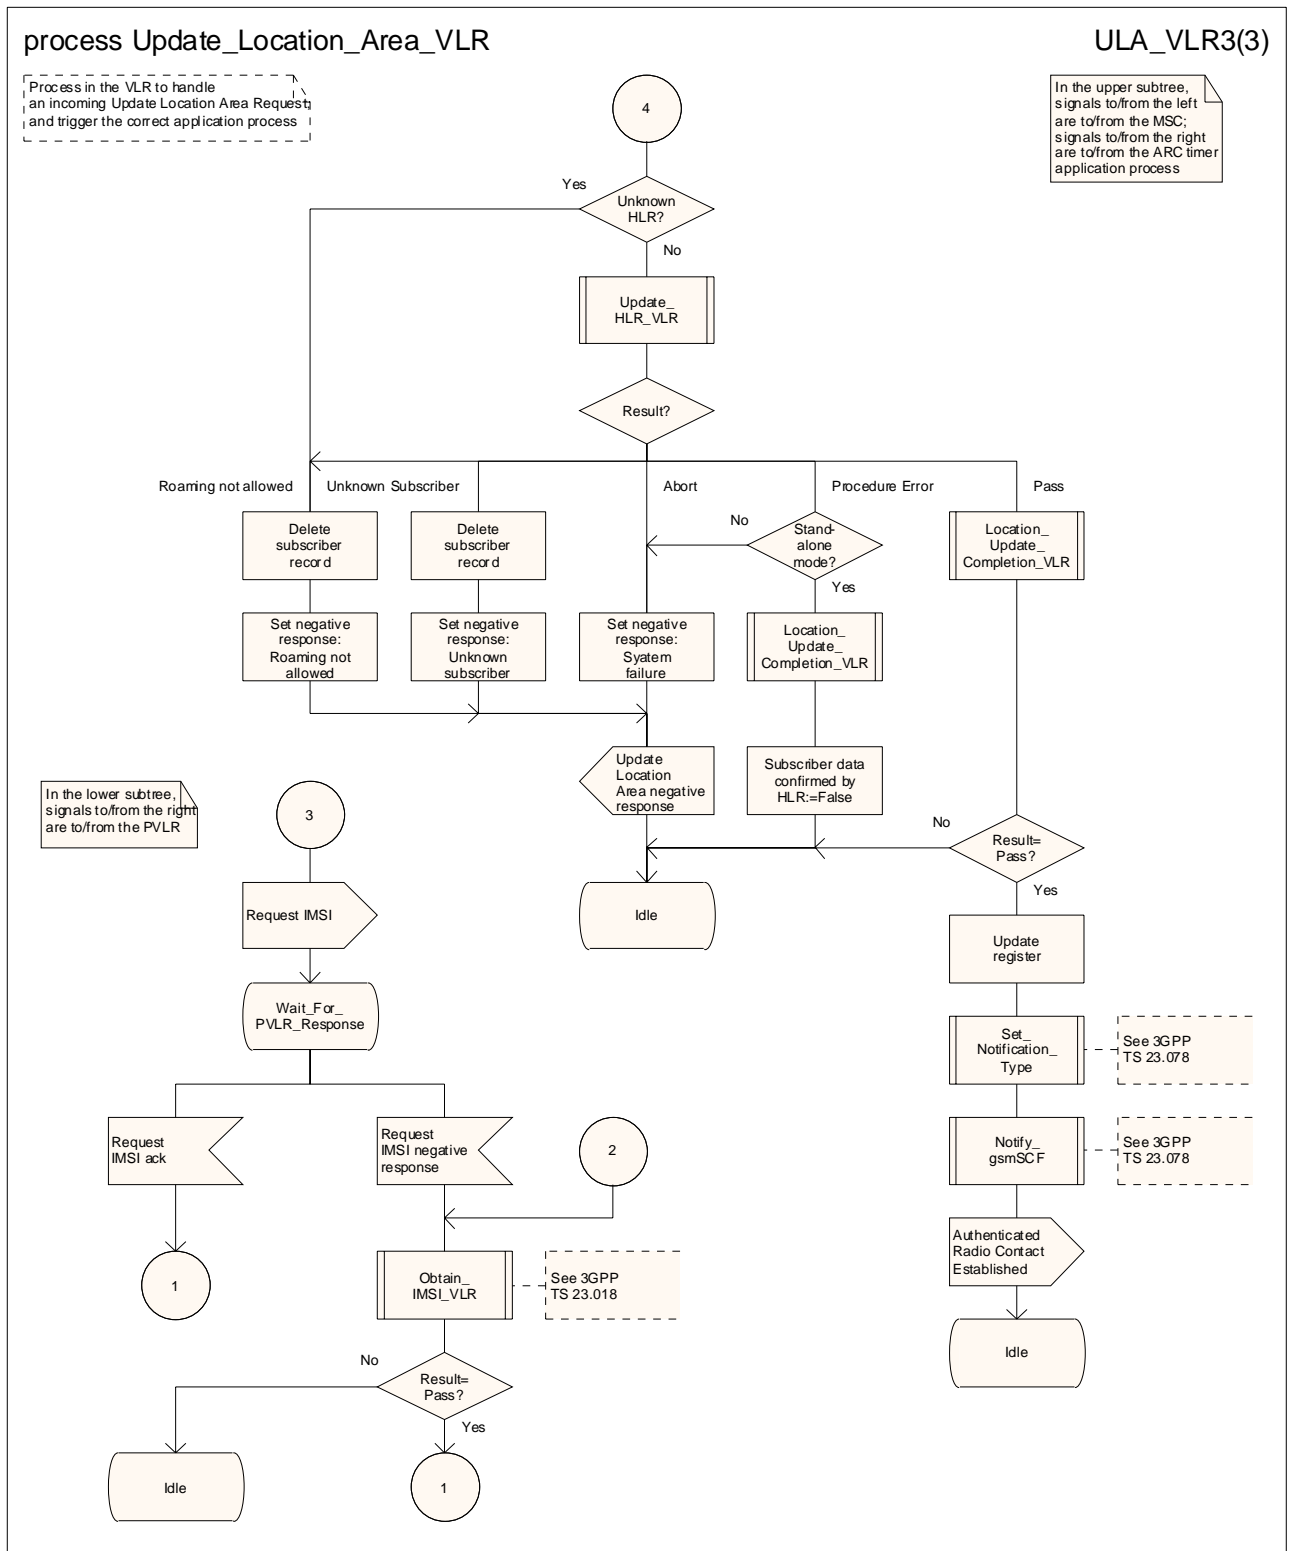 process Update_Location_Area_VLR
ULA_VLR3(3)
Process in the VLR to handle
an incoming Update Location Area Request
and trigger the correct application process
4
In the upper subtree,
signals to/from the left
are to/from the MSC;
signals to/from the right
are to/from the ARC timer
application process
Yes
Unknown
HLR?
No
Update_
HLR_VLR
Result?
Roaming not allowed
Unknown Subscriber
Abort
Procedure Error
Pass
Delete
subscriber
record
Delete
subscriber
record
No
Stand-
alone
mode?
Yes
Location_
Update_
Completion_VLR
Set negative
response:
Roaming not
allowed
Set negative
response:
Unknown
subscriber
Set negative
response:
System
failure
Location_
Update_
Completion_VLR
Update
Location
Area negative
response
Subscriber data
confirmed by
HLR:=False
In the lower subtree,
signals to/from the right
are to/from the PVLR
3
No
Result=
Pass?
Yes
Request IMSI
Idle
Update
register
Wait_For_
PVLR_Response
Set_
Notification_
Type
See 3GPP
TS 23.078
Request
IMSI ack
Request
IMSI negative
response
2
Notify_
gsmSCF
See 3GPP
TS 23.078
Authenticated
Radio Contact
Established
1
Obtain_
IMSI_VLR
See 3GPP
TS 23.018
Idle
No
Result=
Pass?
Yes
Idle
1